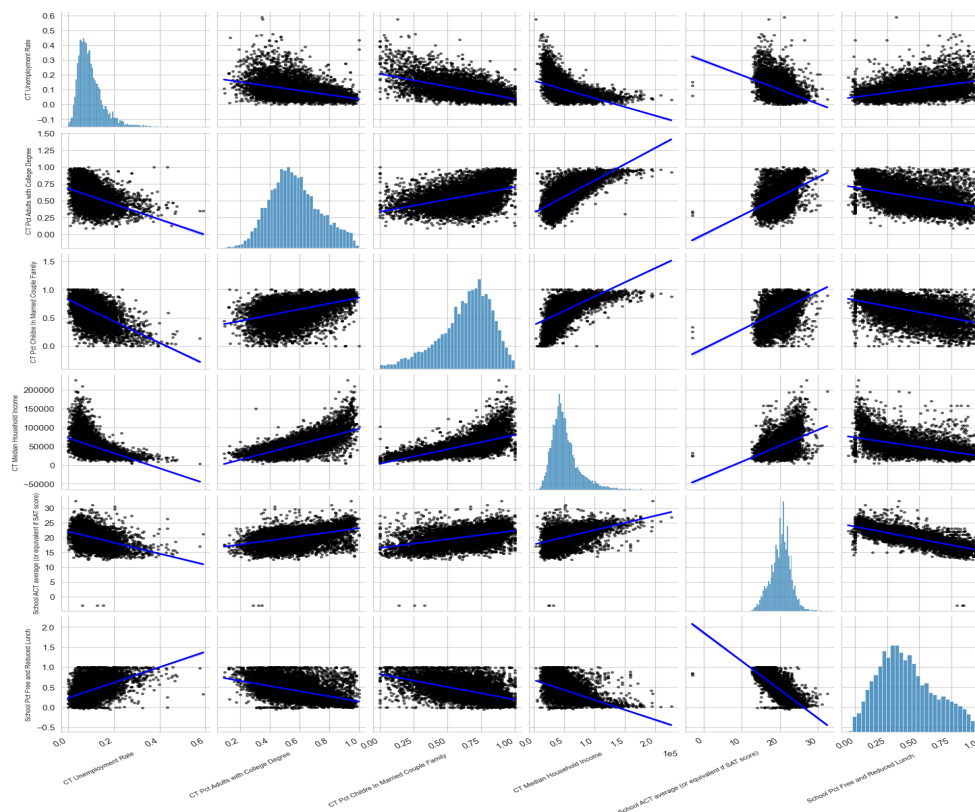 0.6
0.5
0.4
0.3
0.2
0.1
0.0
−0.1
CT Unemployment Rate
1.50
1.25
1.00
0.75
0.50
0.25
0.00
CT Pct Adults with College Degree
1.5
1.0
0.5
0.0
CT Pct Childre In Married Couple Family
200000
150000
100000
50000
0
−50000
CT Median Household Income
30
25
20
15
10
5
0
School ACT average (or equivalent if SAT score)
2.0
1.5
1.0
0.5
0.0
−0.5
School Pct Free and Reduced Lunch
0.0 0.2 0.4 0.6
CT Unemployment Rate
0.2 0.4 0.6 0.8 1.0
CT Pct Adults with College Degree
0.00 0.25 0.50 0.75 1.00
CT Pct Childre In Married Couple Family
0.0 0.5 1.0 1.5 2.0
1e5
CT Median Household Income
0 10 20 30
School ACT average (or equivalent if SAT score)
0.00 0.25 0.50 0.75
School Pct Free and Reduced Lunch